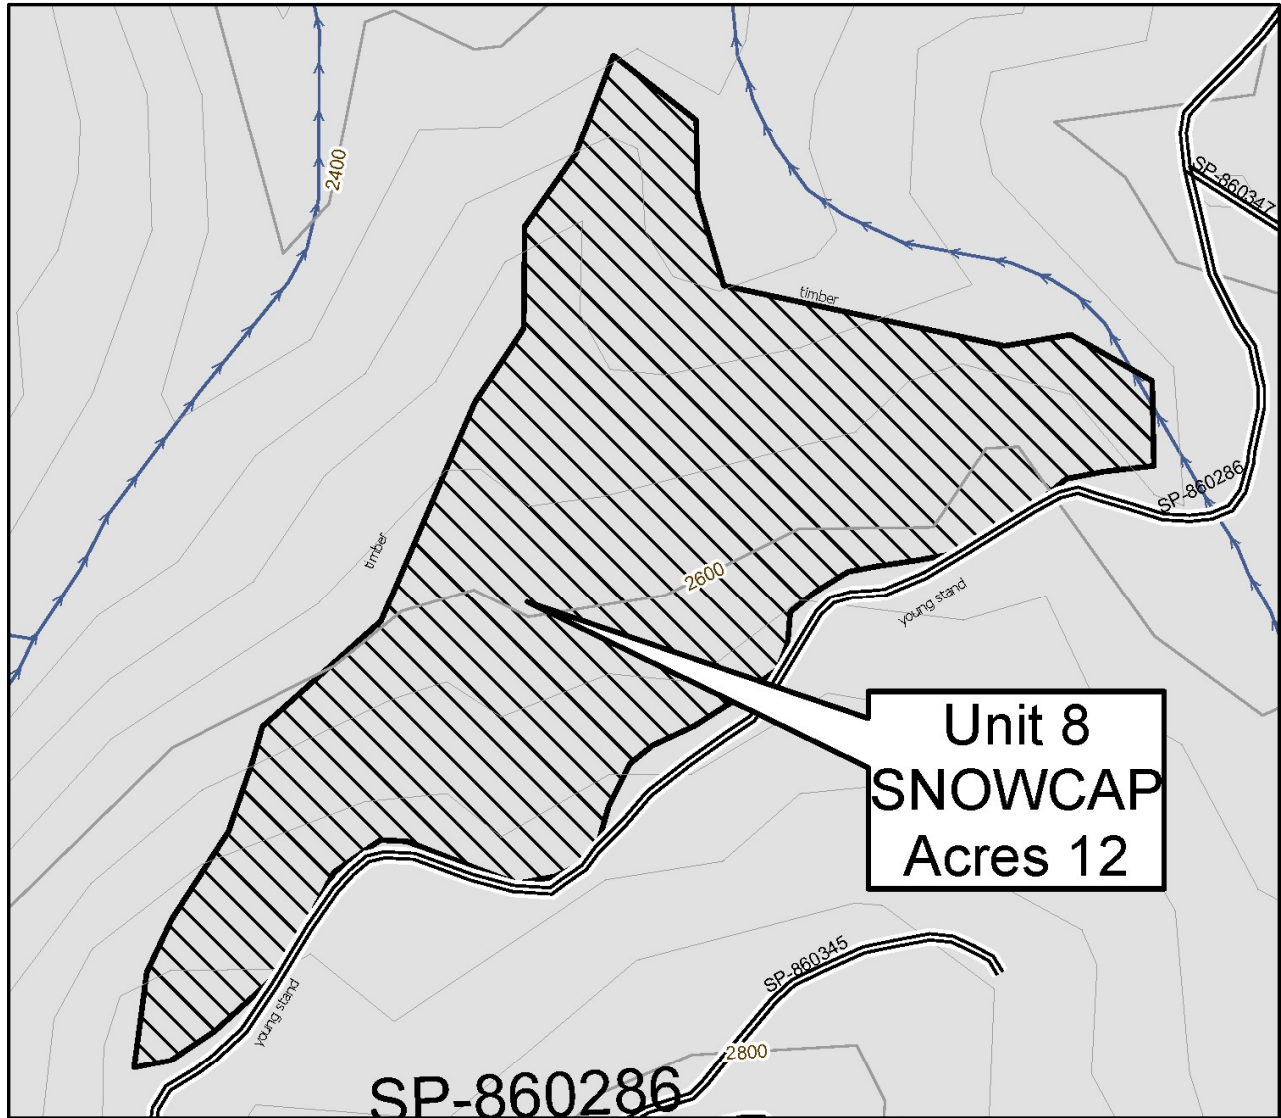 2400
SP-860347
timber
SP-860286
timber
2600
young stand
Unit 8
SNOWCAP
Acres 12
SP-860345
young stand
2800
SP-860286